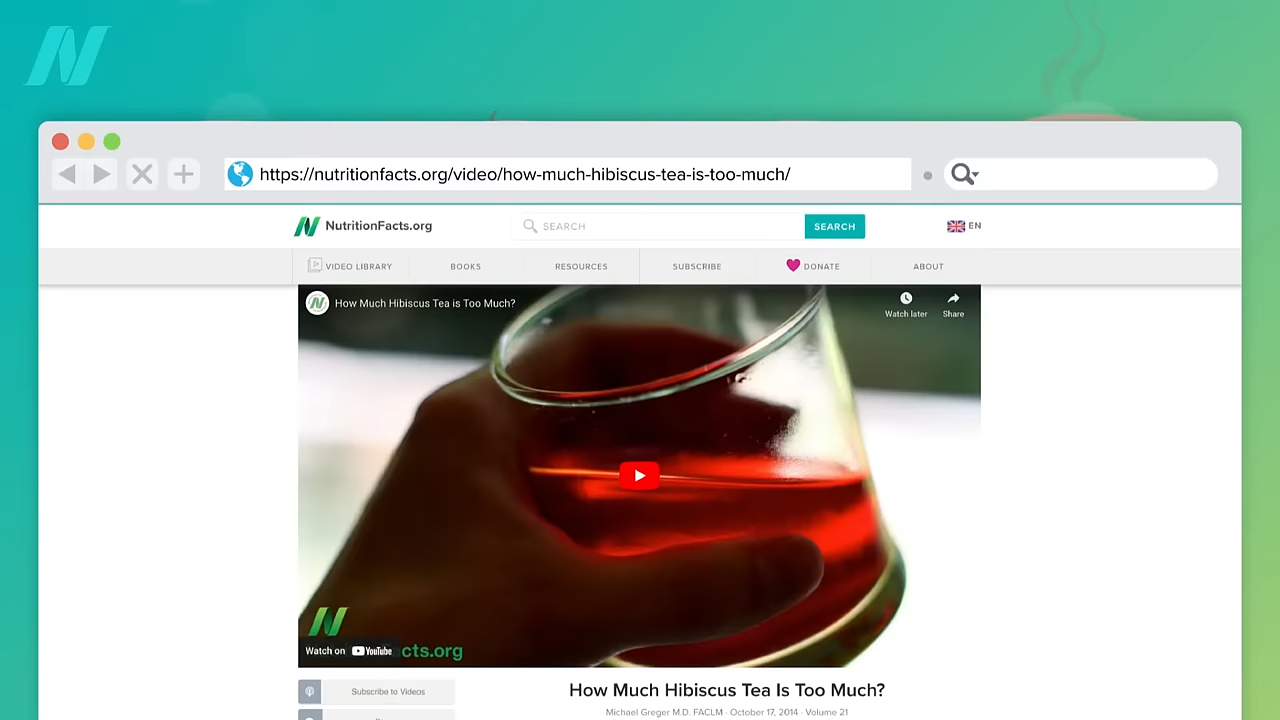 https://nutritionfacts.org/video/how-much-hibiscus-tea-is-too-much/
NutritionFacts.org
SEARCH
SEARCH
EN
VIDEO LIBRARY
BOOKS
RESOURCES
SUBSCRIBE
DONATE
ABOUT
How Much Hibiscus Tea is Too Much?
Watch later
Share
Watch on YouTube
cts.org
Subscribe to Videos
How Much Hibiscus Tea Is Too Much?
Michael Greger M.D. FACLM · October 17, 2014 · Volume 21